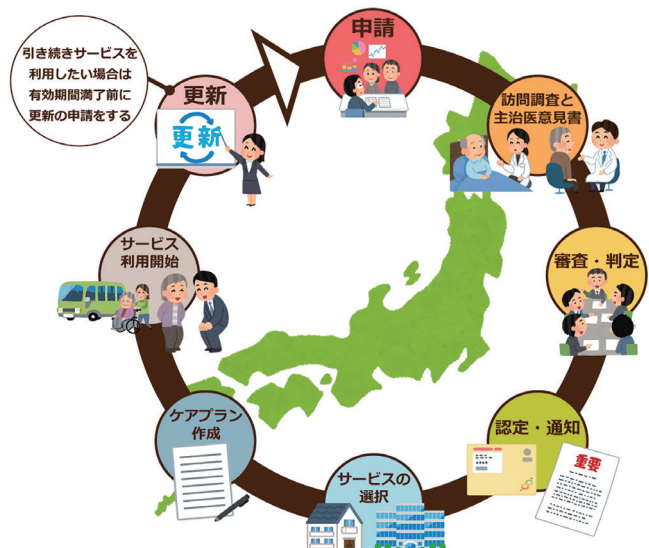 申請
訪問調査と
主治医意見書
審査・判定
認定・通知
重要
サービスの
選択
ケアプラン
作成
サービス
利用開始
更新
更新
引き続きサービスを
利用したい場合は
有効期間満了前に
更新の申請をする